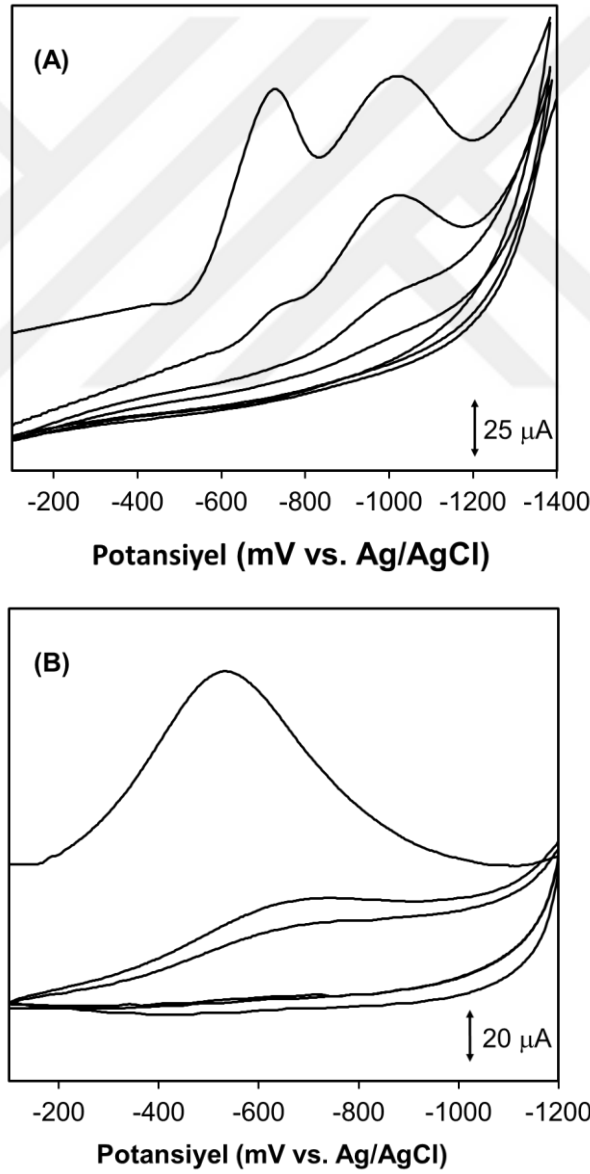 (A)
25 μA
-200 -400 -600 -800 -1000 -1200 -1400
Potansiyel (mV vs. Ag/AgCl)
(B)
20 μA
-200 -400 -600 -800 -1000 -1200
Potansiyel (mV vs. Ag/AgCl)